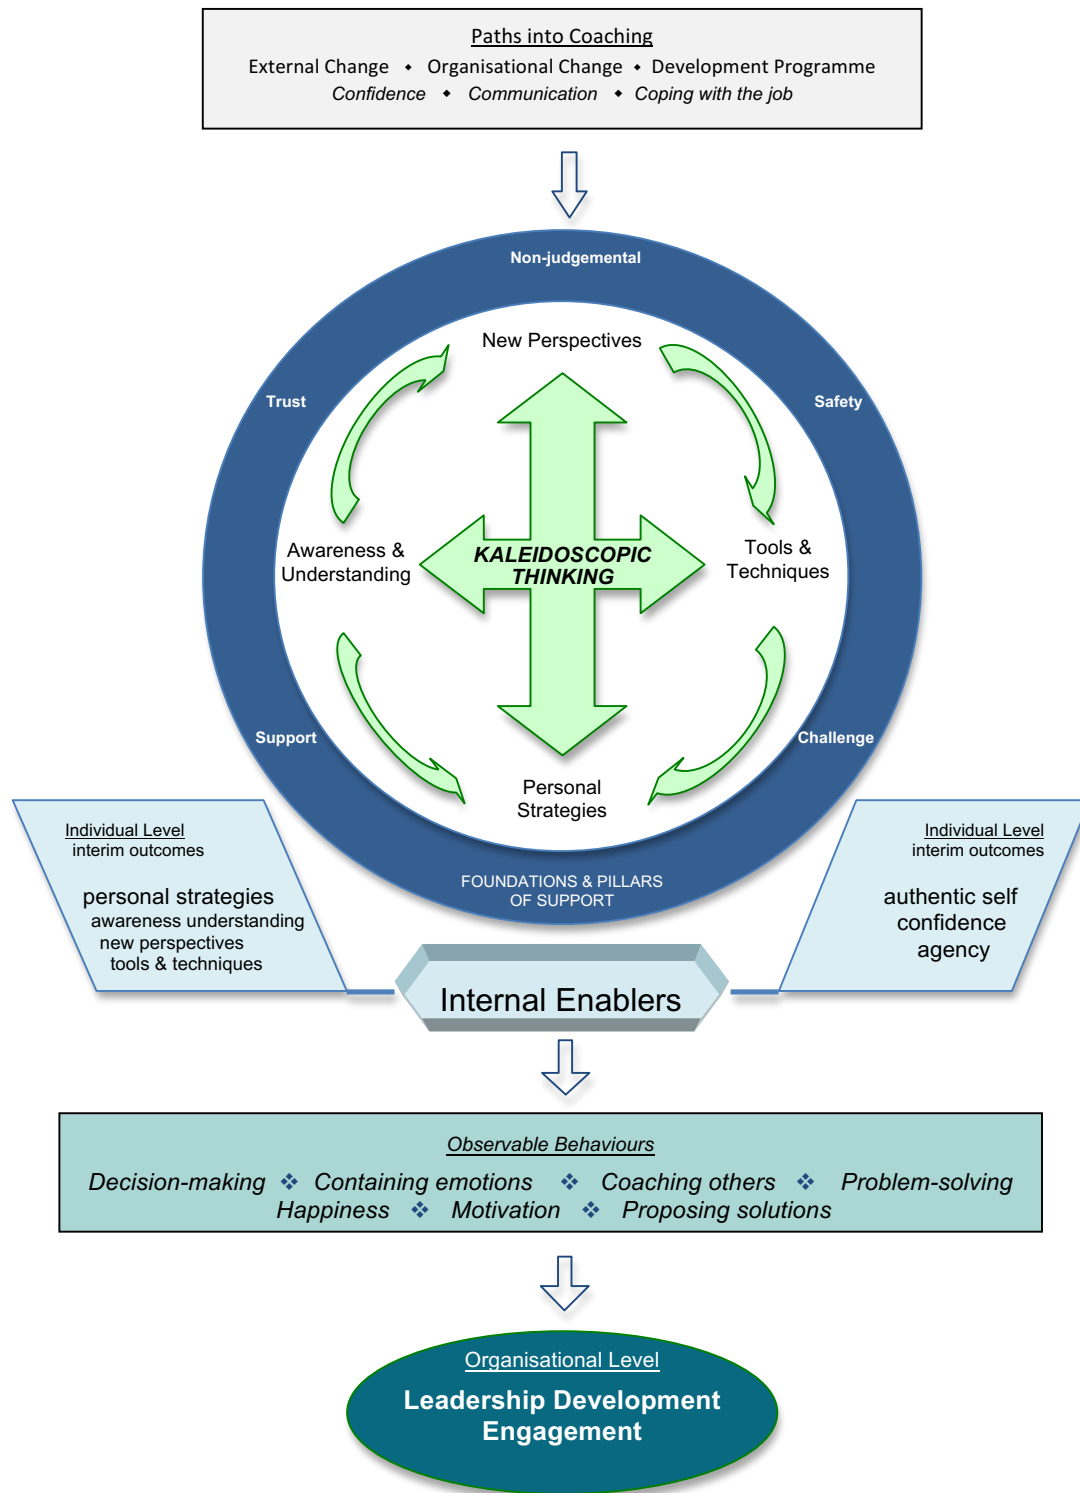 Paths into Coaching
External Change ⬥ Organisational Change ⬥ Development Programme
Confidence ⬥ Communication ⬥ Coping with the job
Non-judgemental
New Perspectives
Trust
Safety
Awareness &
Understanding
KALEIDOSCOPIC
THINKING
Tools &
Techniques
Support
Challenge
Personal
Strategies
FOUNDATIONS & PILLARS
OF SUPPORT
Individual Level
interim outcomes
personal strategies
awareness understanding
new perspectives
tools & techniques
Individual Level
interim outcomes
authentic self
confidence
agency
Internal Enablers
Observable Behaviours
Decision-making ❖ Containing emotions ❖ Coaching others ❖ Problem-solving
Happiness ❖ Motivation ❖ Proposing solutions
Organisational Level
Leadership Development
Engagement